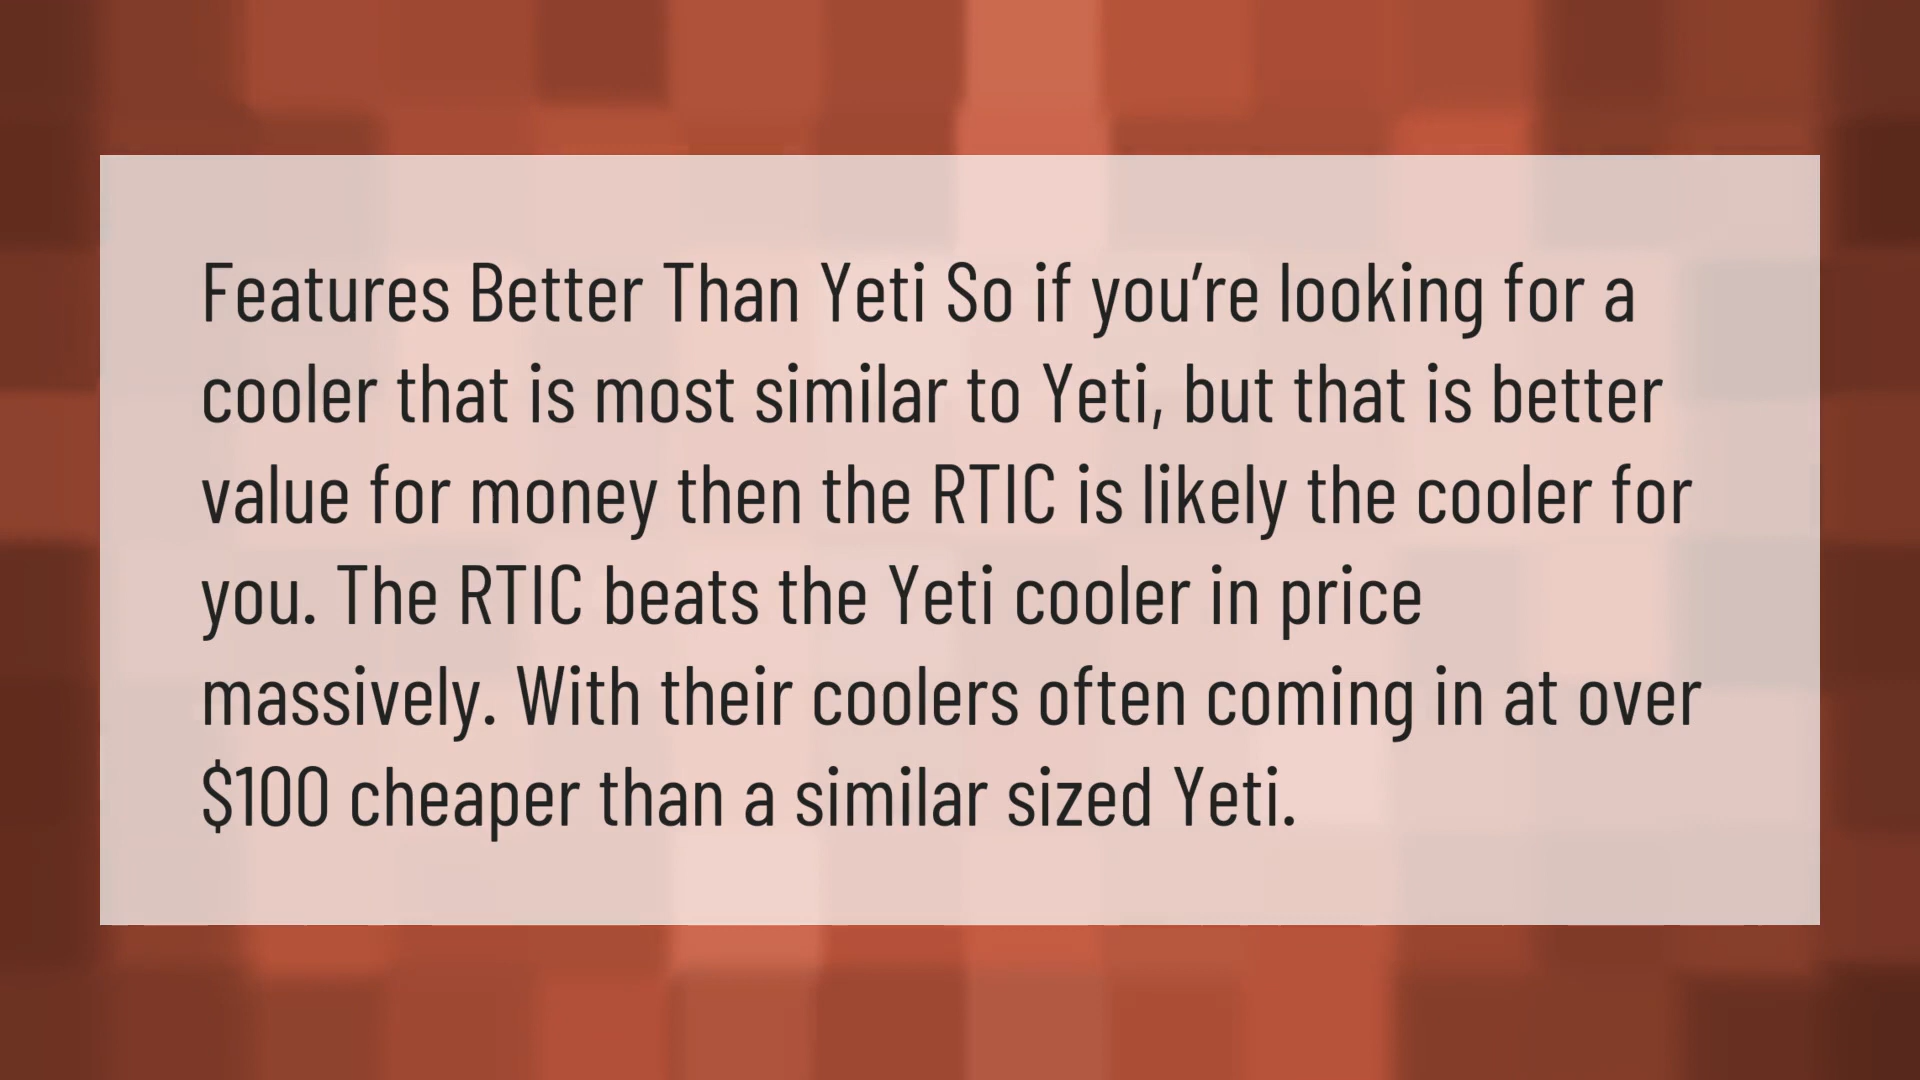 Features Better Than Yeti So if you’re looking for a
cooler that is most similar to Yeti, but that is better
value for money then the RTIC is likely the cooler for
you. The RTIC beats the Yeti cooler in price
massively. With their coolers often coming in at over
$100 cheaper than a similar sized Yeti.